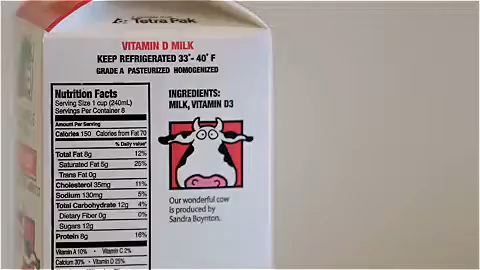 Tetra Pak
VITAMIN D MILK
KEEP REFRIGERATED 33°- 40° F
GRADE A PASTEURIZED HOMOGENIZED
Nutrition Facts
Serving Size 1 cup (240mL)
Servings Per Container 8
Amount Per Serving
Calories 150 Calories from Fat 70
% Daily value*
Total Fat 8g 12%
Saturated Fat 5g 25%
Trans Fat 0g
Cholesterol 35mg 11%
Sodium 130mg 5%
Total Carbohydrate 12g 4%
Dietary Fiber 0g 0%
Sugars 12g
Protein 8g 16%
Vitamin A 10% • Vitamin C 2%
Calcium 30% • Vitamin D 25%
INGREDIENTS:
MILK, VITAMIN D3
Our wonderful cow
is produced by
Sandra Boynton.